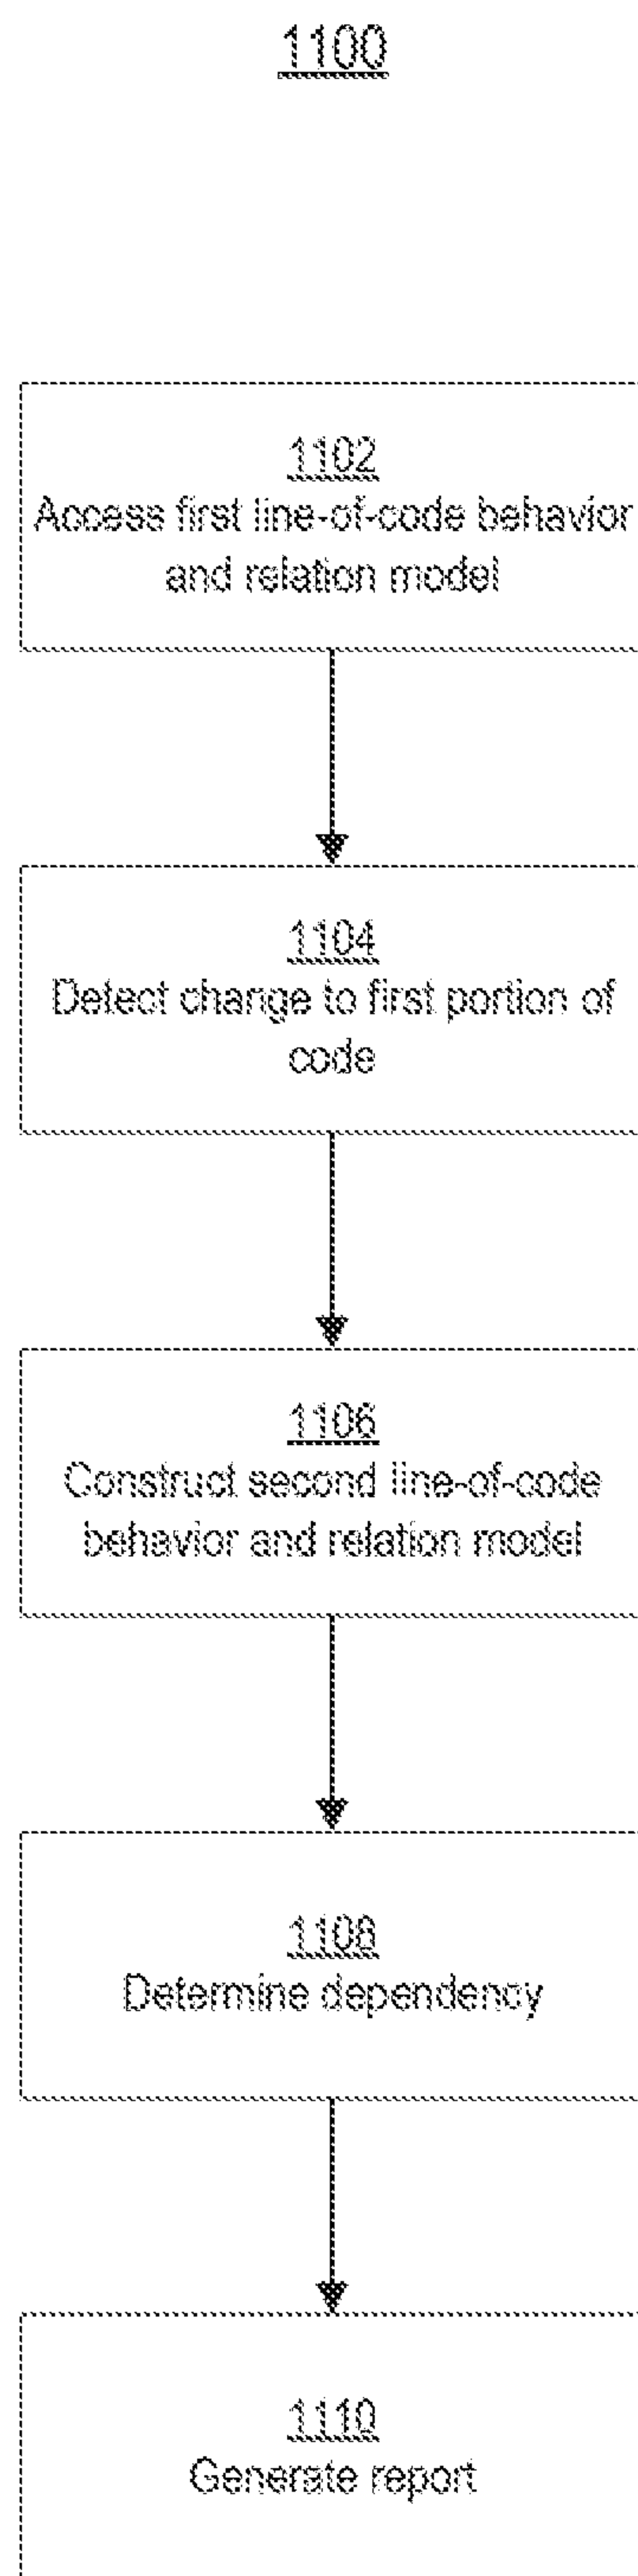 1100
1102
Access first line-of-code behavior
and relation model
1104
Detect change to first portion of
code
1106
Construct second line-of-code
behavior and relation model
1108
Determine dependency
1110
Generate report